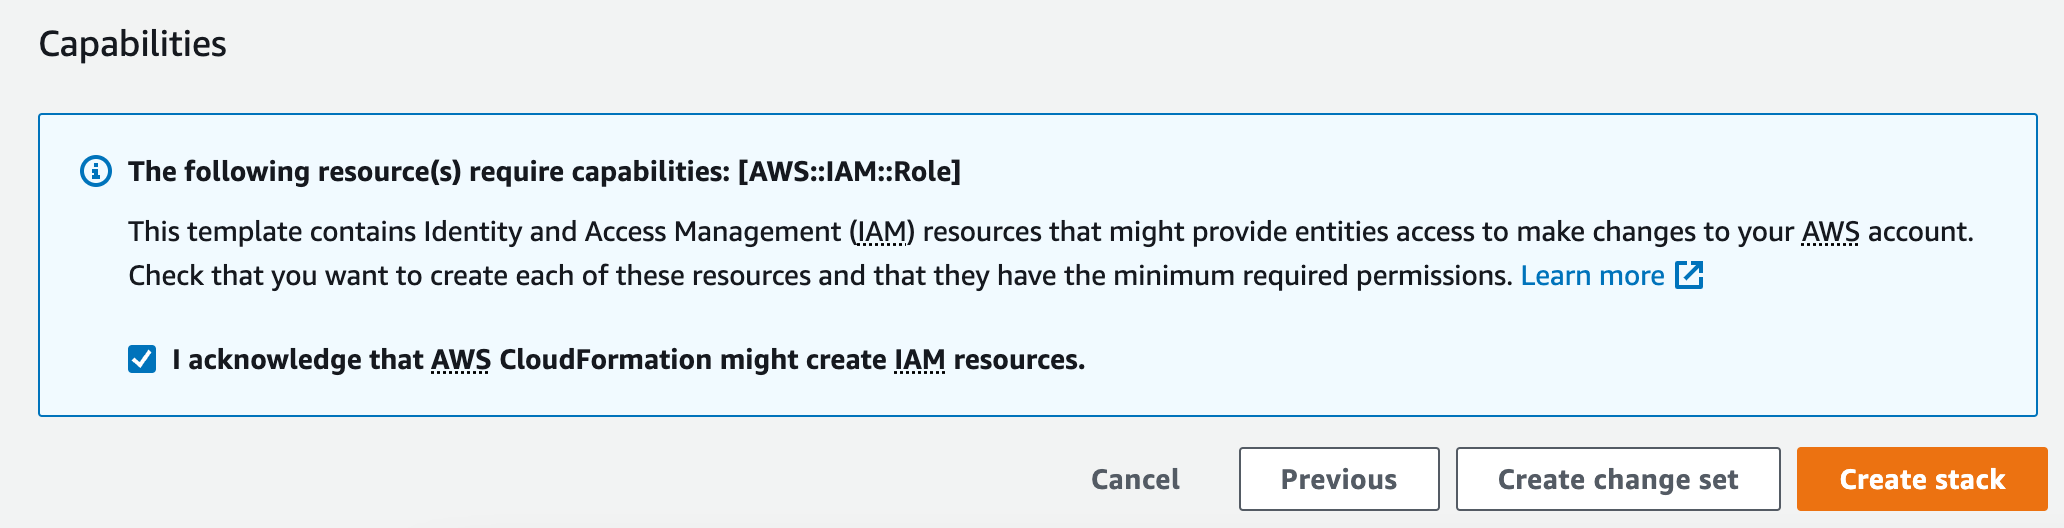 Capabilities
The following resource(s) require capabilities: [AWS::IAM::Role]
This template contains Identity and Access Management (IAM) resources that might provide entities access to make changes to your AWS account.
Check that you want to create each of these resources and that they have the minimum required permissions. Learn more
I acknowledge that AWS CloudFormation might create IAM resources.
Cancel
Previous
Create change set
Create stack